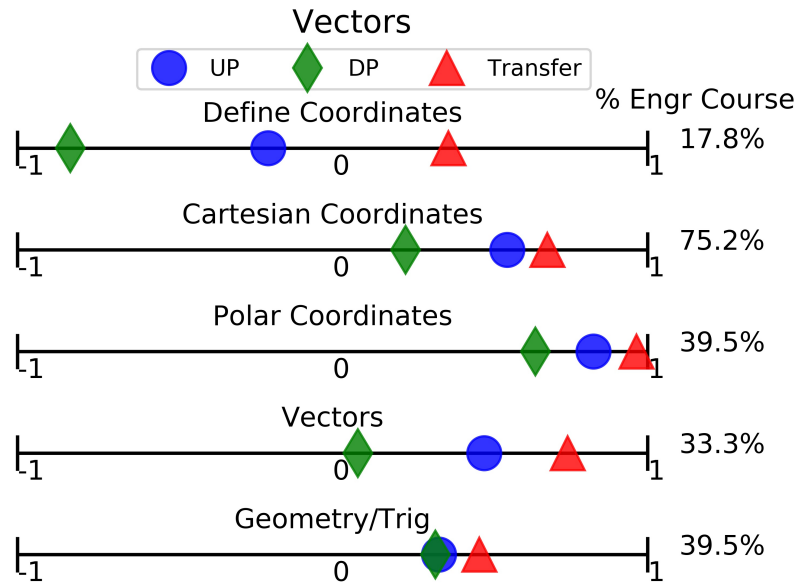 Vectors
UP DP Transfer
% Engr Course
Define Coordinates
17.8%
-1 0 1
Cartesian Coordinates
75.2%
-1 0 1
Polar Coordinates
39.5%
-1 0 1
Vectors
33.3%
-1 0 1
Geometry/Trig
39.5%
-1 0 1